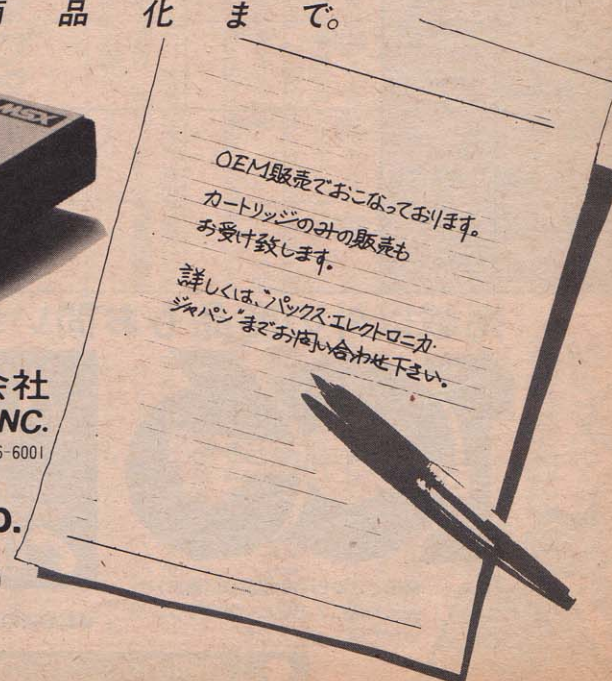 品 化 ま で。
MSX
OEM販売でおこなっております。
カートリッジのみの販売も
お受け致します。
詳しくは、“パックス・エレクトロニカ・
ジャパン”までお問い合わせ下さい。
会社
INC.
5-6001
D.